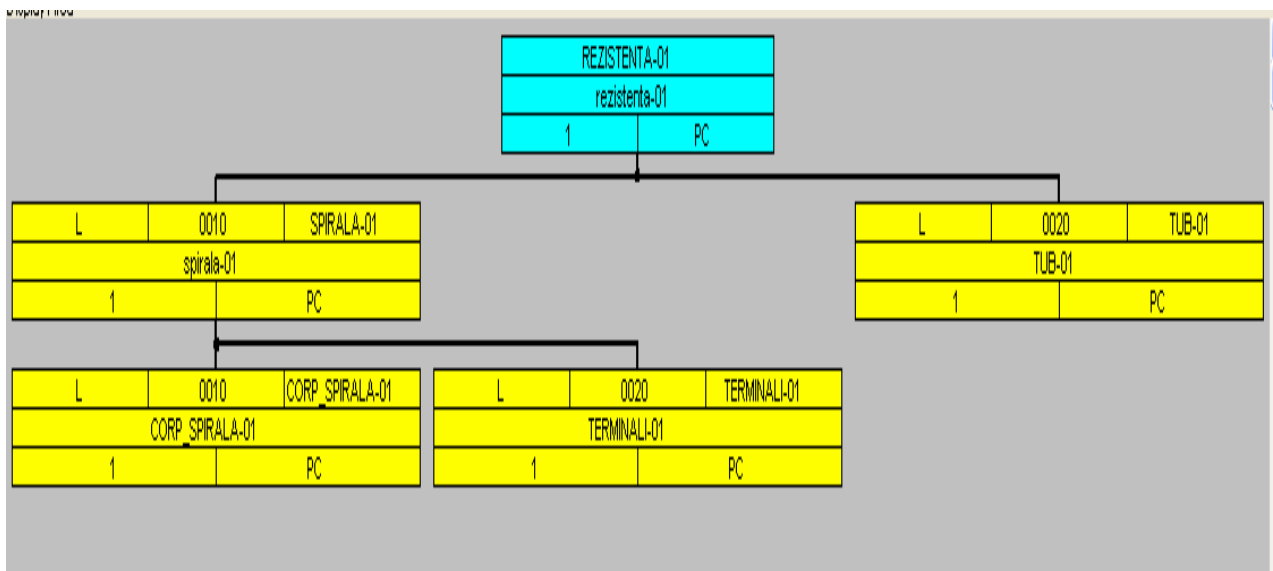 REZISTENTA-01
rezistenta-01
1 PC
L 0010 SPIRALA-01
spirala-01
1 PC
L 0020 TUB-01
TUB-01
1 PC
L 0010 CORP_SPIRALA-01
CORP_SPIRALA-01
1 PC
L 0020 TERMINALI-01
TERMINALI-01
1 PC